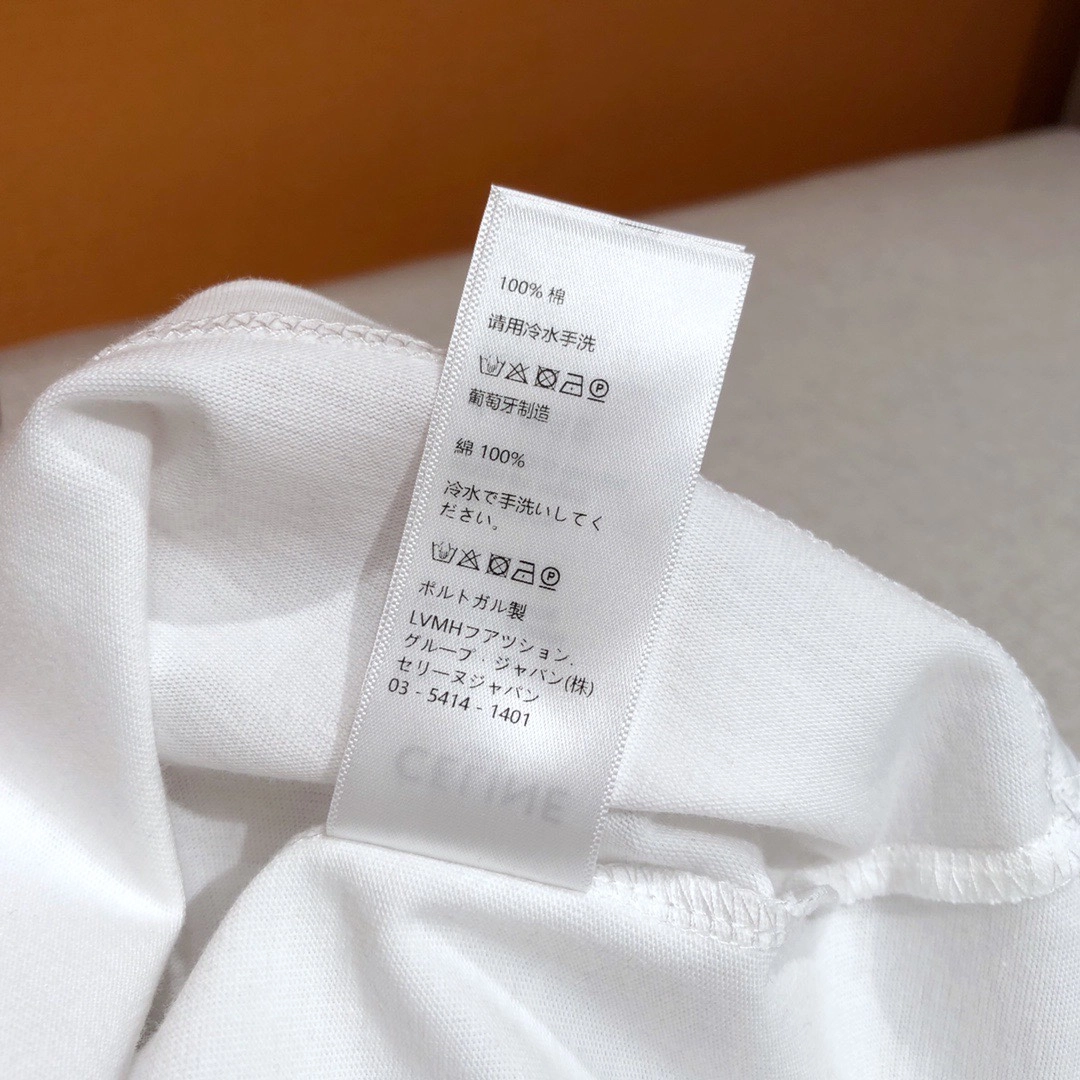 100% 棉
请用冷水手洗
P
葡萄牙制造
綿 100%
冷水で手洗いしてく
ださい。
P
ポルトガル製
LVMHフアツション.
グループ・ジャパン(株)
セリーヌジャパン
03 - 5414 - 1401
CELINE